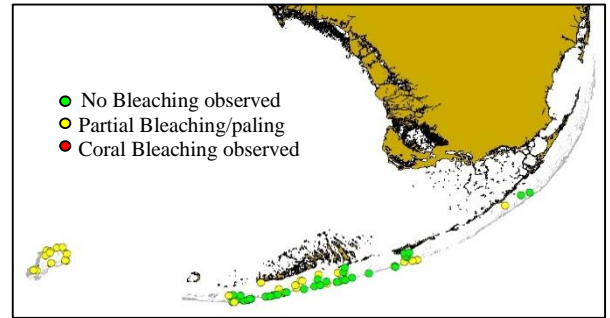 No Bleaching observed
Partial Bleaching/paling
Coral Bleaching observed